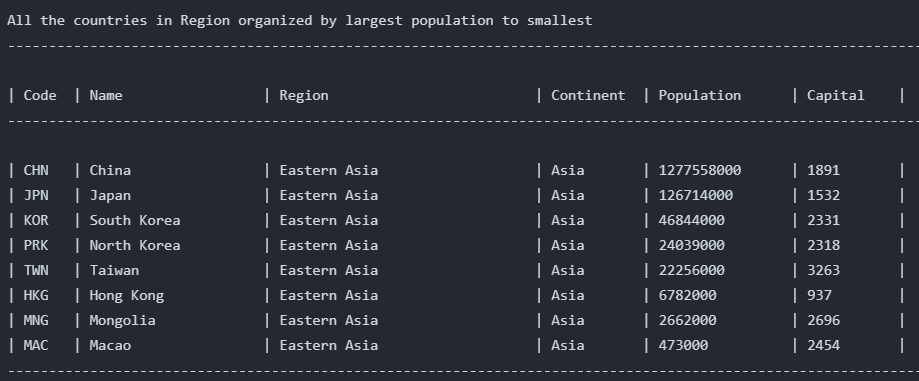 All the countries in Region organized by largest population to smallest
---------------------------------------------------------------------------------------------------------------
| Code  | Name                 | Region                         | Continent  | Population      | Capital    |
---------------------------------------------------------------------------------------------------------------
| CHN   | China                | Eastern Asia                   | Asia       | 1277558000      | 1891       |
| JPN   | Japan                | Eastern Asia                   | Asia       | 126714000       | 1532       |
| KOR   | South Korea          | Eastern Asia                   | Asia       | 46844000        | 2331       |
| PRK   | North Korea          | Eastern Asia                   | Asia       | 24039000        | 2318       |
| TWN   | Taiwan               | Eastern Asia                   | Asia       | 22256000        | 3263       |
| HKG   | Hong Kong            | Eastern Asia                   | Asia       | 6782000         | 937        |
| MNG   | Mongolia             | Eastern Asia                   | Asia       | 2662000         | 2696       |
| MAC   | Macao                | Eastern Asia                   | Asia       | 473000          | 2454       |
---------------------------------------------------------------------------------------------------------------